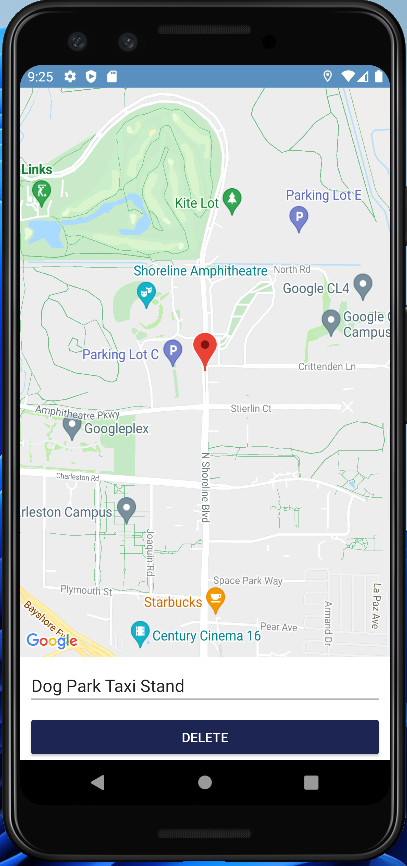 9:25
Links
Kite Lot
Parking Lot E
P
Shoreline Amphitheatre
North Rd
Google CL4
Google
Campus
Parking Lot C
P
Crittenden Ln
Stierlin Ct
Amphitheatre Pkwy
Googleplex
Charleston Rd
N Shoreline Blvd
rleston Campus
Joaquin Rd
Space Park Way
Plymouth St
Starbucks
La Paz Ave
Armand Dr
Bayshore
Pear Ave
Century Cinema 16
Google
Dog Park Taxi Stand
DELETE